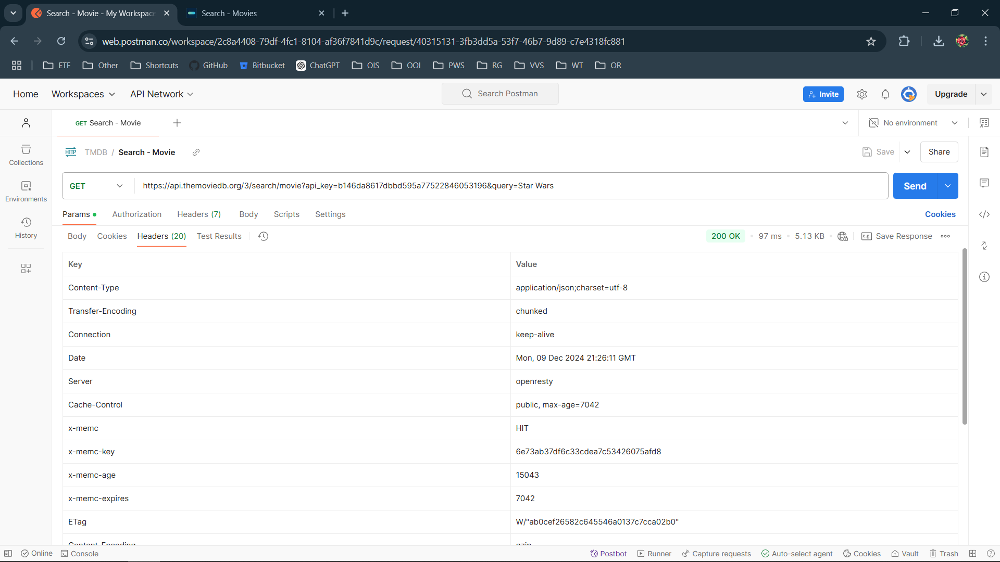 Search - Movie - My Workspace
Search - Movies
web.postman.co/workspace/2c8a4408-79df-4fc1-8104-af36f7841d9c/request/40315131-3fb3dd5a-53f7-46b7-9d89-c7e4318fc881
ETF Other Shortcuts GitHub Bitbucket ChatGPT OIS OOI PWS RG VVS WT OR
Home Workspaces API Network Search Postman Invite Upgrade
GET Search - Movie No environment
HTTP TMDB / Search - Movie Save Share
Collections
GET https://api.themoviedb.org/3/search/movie?api_key=b146da8617dbbd595a77522846053196&query=Star Wars Send
Environments
Params Authorization Headers (7) Body Scripts Settings Cookies
History
Body Cookies Headers (20) Test Results 200 OK 97 ms 5.13 KB e.g. Save Response
Key Value
Content-Type application/json;charset=utf-8
Transfer-Encoding chunked
Connection keep-alive
Date Mon, 09 Dec 2024 21:26:11 GMT
Server openresty
Cache-Control public, max-age=7042
x-memc HIT
x-memc-key 6e73ab37df6c33cdea7c53426075afd8
x-memc-age 15043
x-memc-expires 7042
ETag W/"ab0cef26582c645546a0137c7cca02b0"
Content-Encoding gzip
Online Console Postbot Runner Capture requests Auto-select agent Cookies Vault Trash